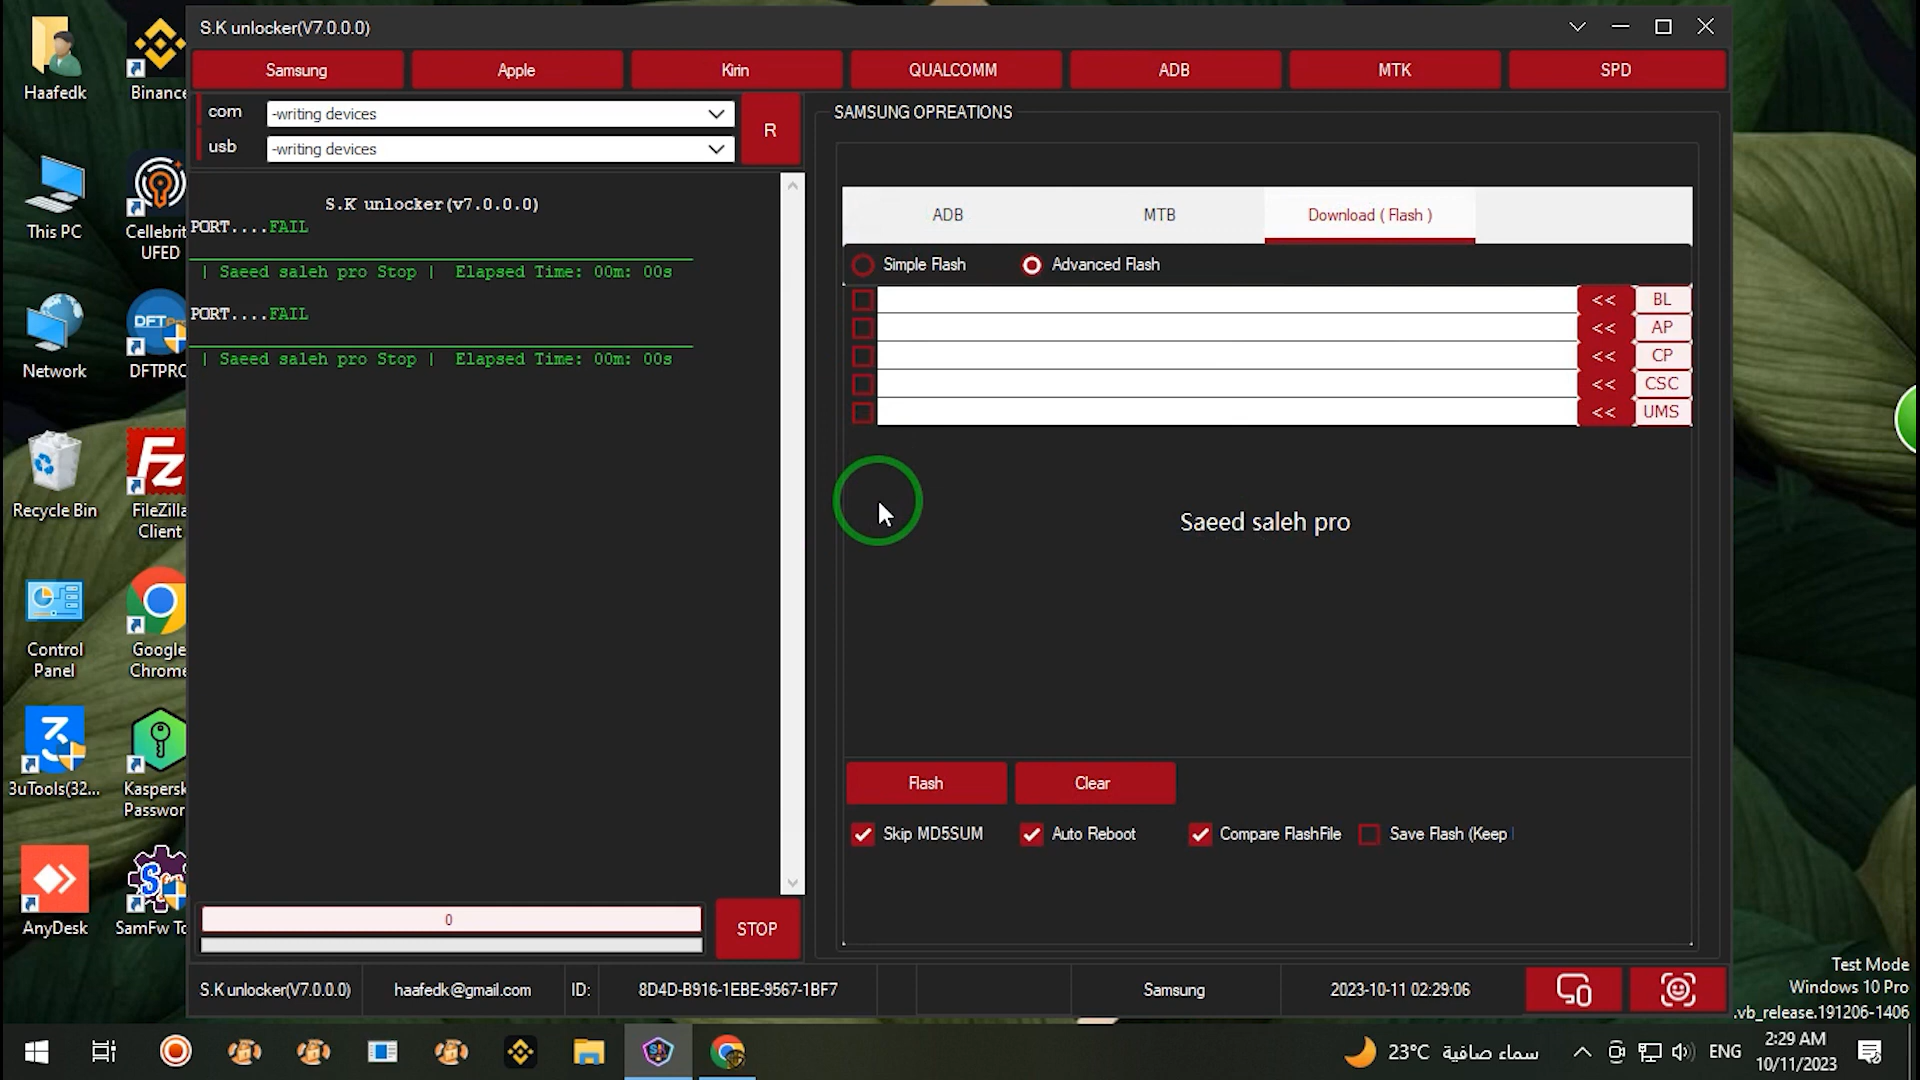 S.K unlocker(V7.0.0.0)
Samsung
Apple
Kirin
QUALCOMM
ADB
MTK
SPD
com
-writing devices
usb
-writing devices
R
S.K unlocker(v7.0.0.0)
PORT....FAIL
| Saeed saleh pro Stop | Elapsed Time: 00m: 00s
PORT....FAIL
| Saeed saleh pro Stop | Elapsed Time: 00m: 00s
0
STOP
SAMSUNG OPREATIONS
ADB
MTB
Download ( Flash )
Simple Flash
Advanced Flash
<< BL
<< AP
<< CP
<< CSC
<< UMS
Saeed saleh pro
Flash
Clear
Skip MD5SUM
Auto Reboot
Compare FlashFile
Save Flash (Keep
S.K unlocker(V7.0.0.0)
haafedk@gmail.com
ID:
8D4D-B916-1EBE-9567-1BF7
Samsung
2023-10-11 02:29:06
Haafedk
Binance
This PC
Cellebrit
UFED
Network
DFTPRO
Recycle Bin
FileZilla
Client
Control
Panel
Google
Chrome
3uTools(32...
Kaspersk
Passwor
AnyDesk
SamFw To
Test Mode
Windows 10 Pro
.vb_release.191206-1406
23°C سماء صافية
ENG
2:29 AM
10/11/2023